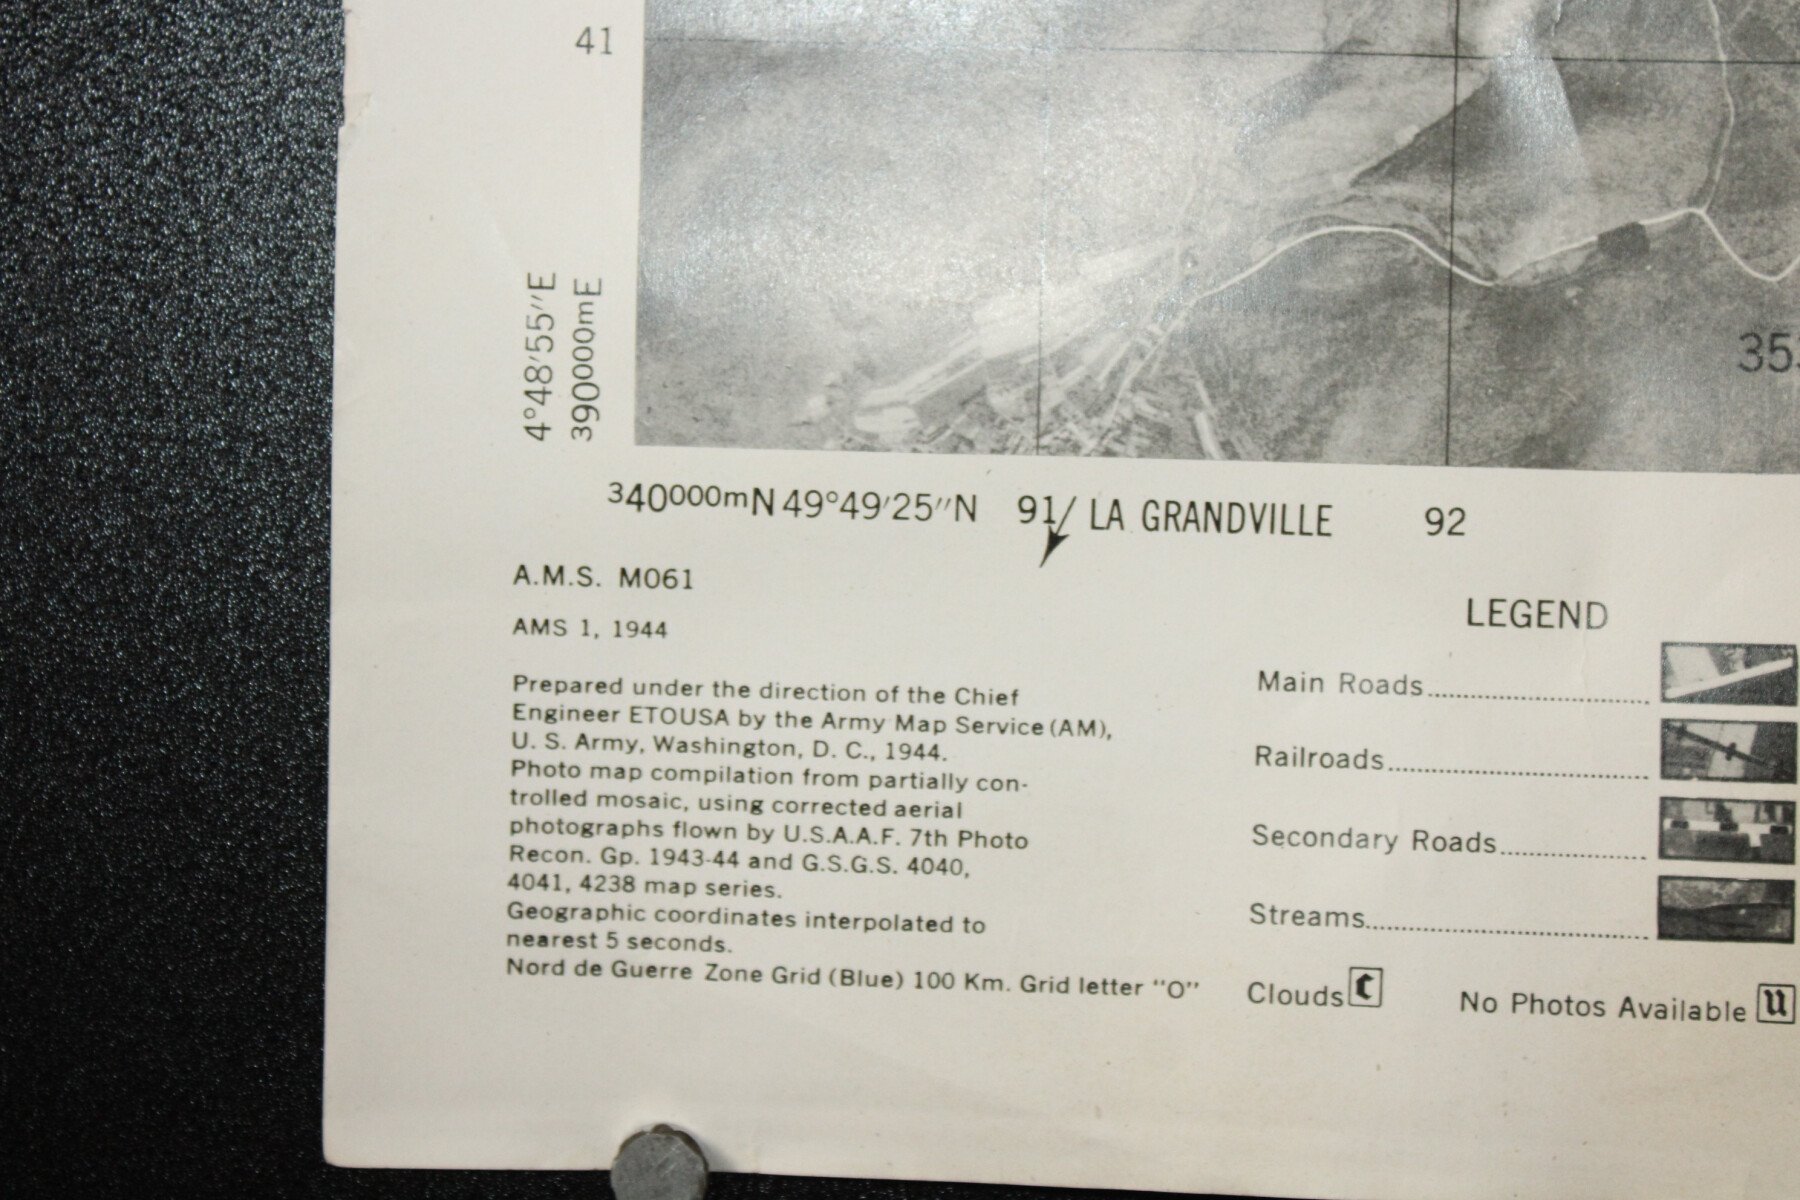 41
4°48′55″E
390000mE
353
340000mN 49°49′25″N 91 / LA GRANDVILLE 92
A.M.S. M061
AMS 1, 1944
Prepared under the direction of the Chief
Engineer ETOUSA by the Army Map Service (AM),
U. S. Army, Washington, D. C., 1944.
Photo map compilation from partially con-
trolled mosaic, using corrected aerial
photographs flown by U.S.A.A.F. 7th Photo
Recon. Gp. 1943-44 and G.S.G.S. 4040,
4041, 4238 map series.
Geographic coordinates interpolated to
nearest 5 seconds.
Nord de Guerre Zone Grid (Blue) 100 Km. Grid letter "O"
LEGEND
Main Roads
Railroads
Secondary Roads
Streams
Clouds C No Photos Available U